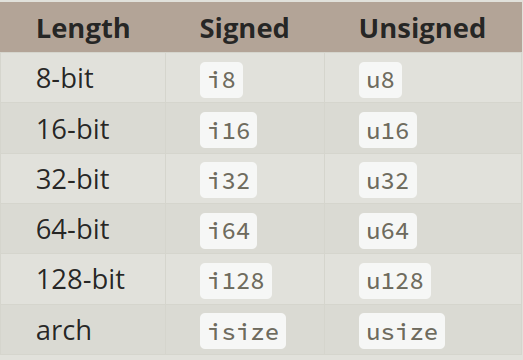 Length Signed Unsigned
8-bit i8 u8
16-bit i16 u16
32-bit i32 u32
64-bit i64 u64
128-bit i128 u128
arch isize usize